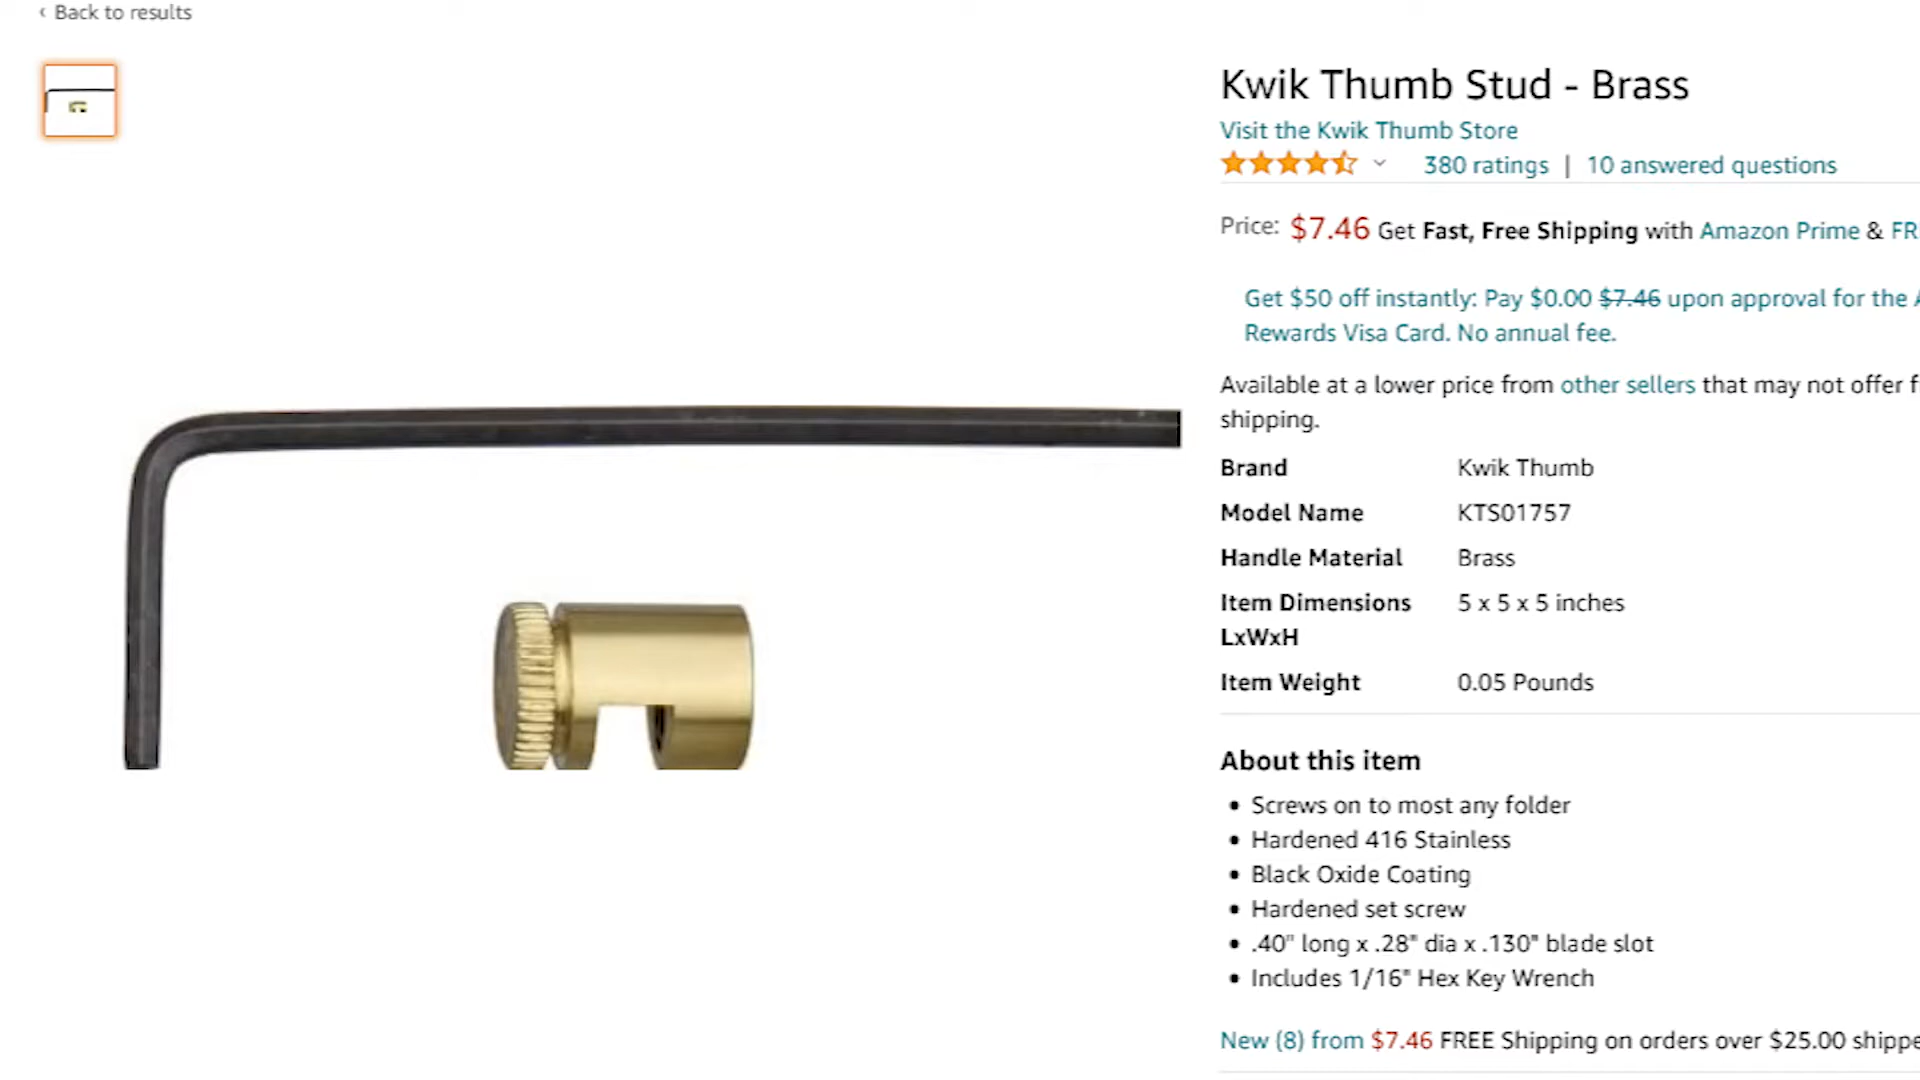 ‹ Back to results
Kwik Thumb Stud - Brass
Visit the Kwik Thumb Store
380 ratings | 10 answered questions
Price: $7.46 Get Fast, Free Shipping with Amazon Prime & FR
Get $50 off instantly: Pay $0.00 $7.46 upon approval for the A
Rewards Visa Card. No annual fee.
Available at a lower price from other sellers that may not offer f
shipping.
Brand Kwik Thumb
Model Name KTS01757
Handle Material Brass
Item Dimensions 5 x 5 x 5 inches
LxWxH
Item Weight 0.05 Pounds
About this item
• Screws on to most any folder
• Hardened 416 Stainless
• Black Oxide Coating
• Hardened set screw
• .40" long x .28" dia x .130" blade slot
• Includes 1/16" Hex Key Wrench
New (8) from $7.46 FREE Shipping on orders over $25.00 shippe